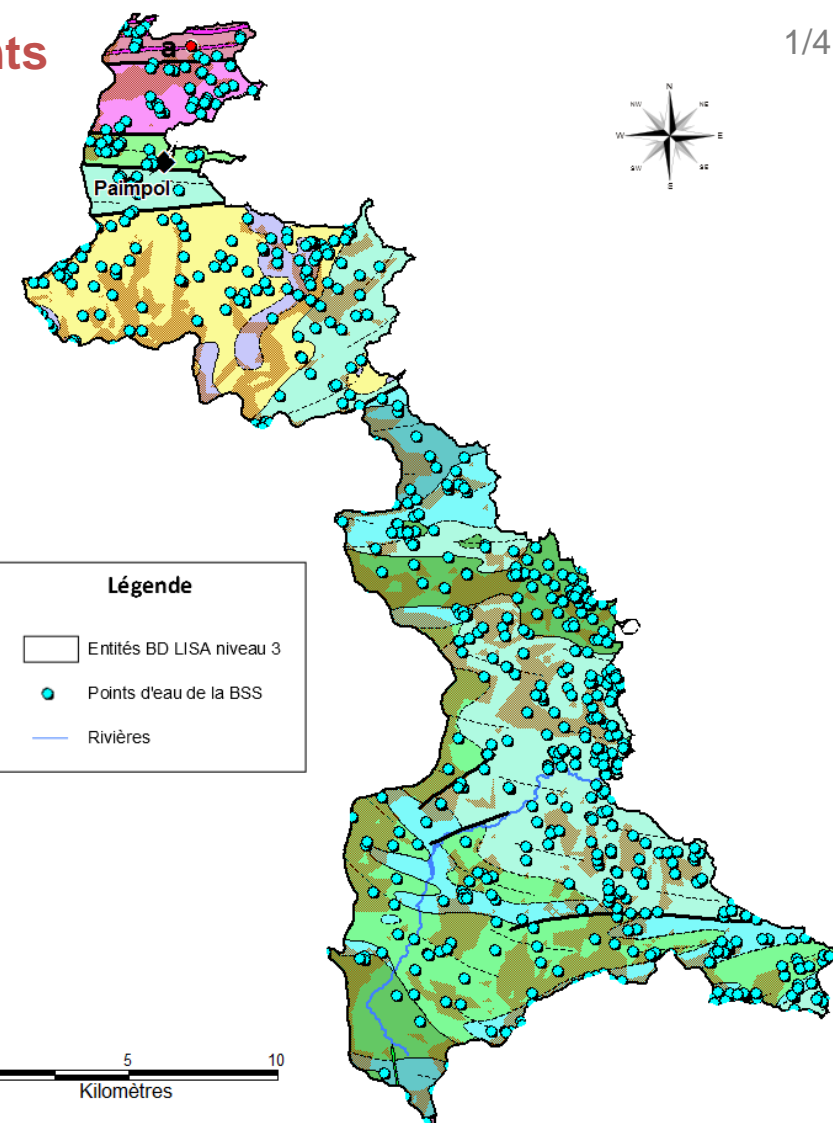 nts
1/4
a
N
NW
NE
W
E
SW
SE
S
Paimpol
Légende
Entités BD LISA niveau 3
Points d'eau de la BSS
Rivières
5
10
Kilomètres